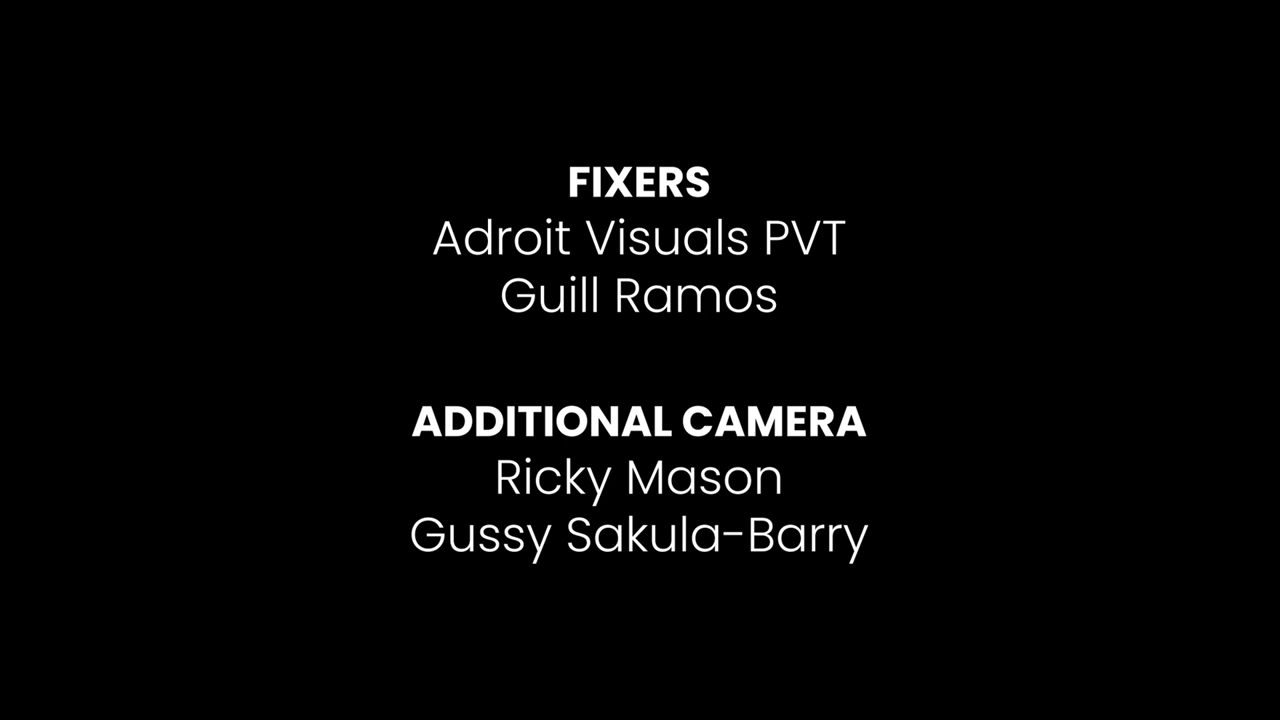 FIXERS
Adroit Visuals PVT
Guill Ramos
ADDITIONAL CAMERA
Ricky Mason
Gussy Sakula-Barry